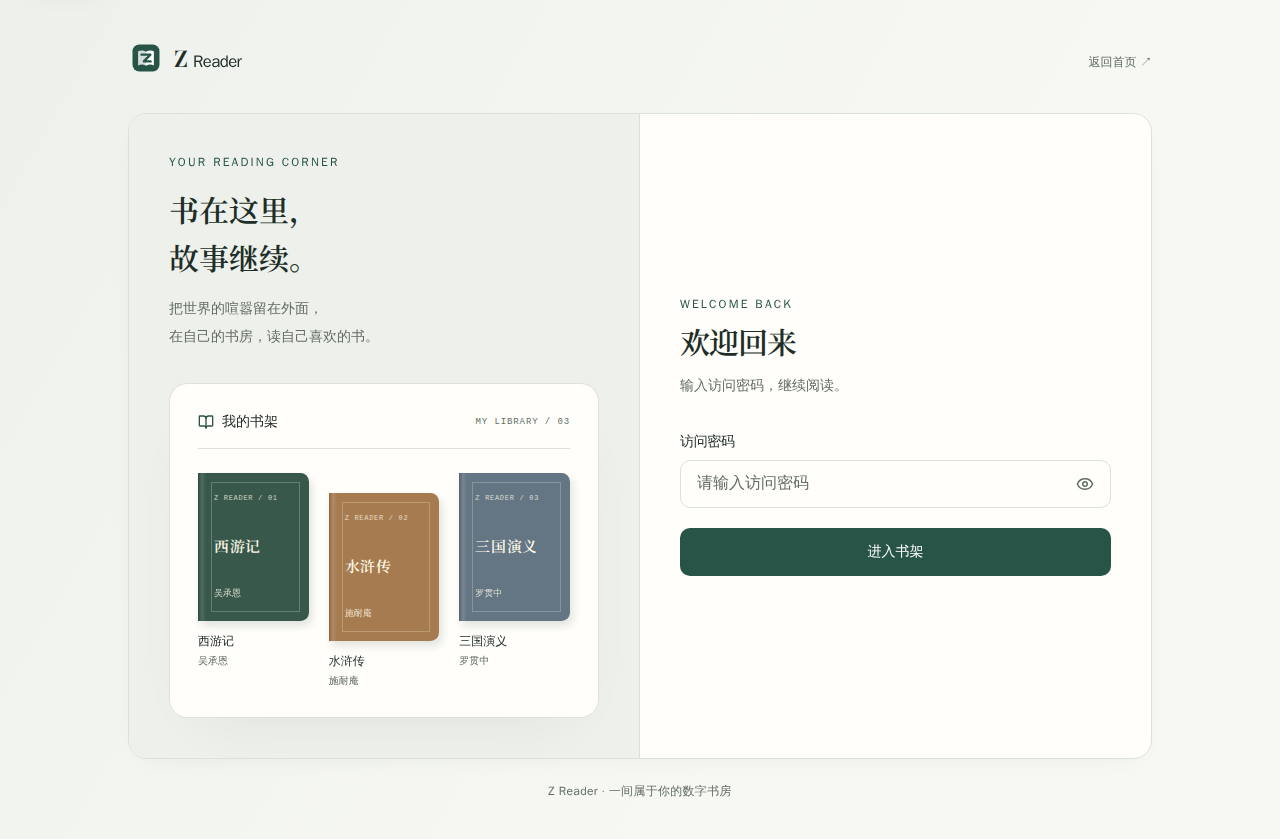 Z Reader
返回首页 ↗
YOUR READING CORNER
书在这里，
故事继续。
把世界的喧嚣留在外面，
在自己的书房，读自己喜欢的书。
我的书架
MY LIBRARY / 03
Z READER / 01
西游记
吴承恩
西游记
吴承恩
Z READER / 02
水浒传
施耐庵
水浒传
施耐庵
Z READER / 03
三国演义
罗贯中
三国演义
罗贯中
WELCOME BACK
欢迎回来
输入访问密码，继续阅读。
访问密码
请输入访问密码
进入书架
Z Reader · 一间属于你的数字书房